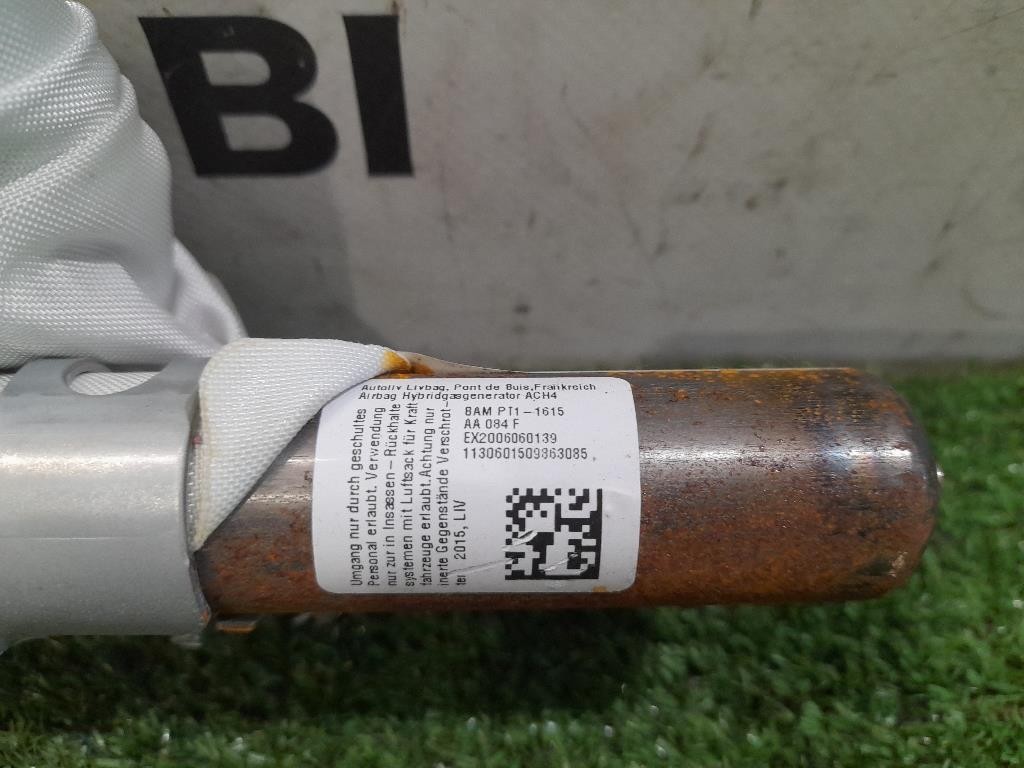 BI
Autoliv Livbag, Pont de Buis,Frankreich
Airbag Hybridgasgenerator ACH4
BAM PT1-1615
AA 084 F
EX2006060139
1130601509863085
Umgang nur durch geschultes
Personal erlaubt. Verwendung
nur zur in Insassen – Rückhalte
systemen mit Luftsack für Kraft
fahrzeuge erlaubt.Achtung nur
inerte Gegenstände Verschrot-
ter 2015, LIV